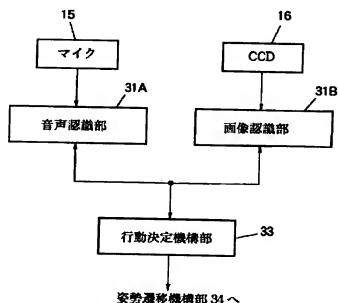 15
マイク
16
CCD
31A
音声認識部
31B
画像認識部
行動決定機構部
33
姿勢遷移機構部 34 へ